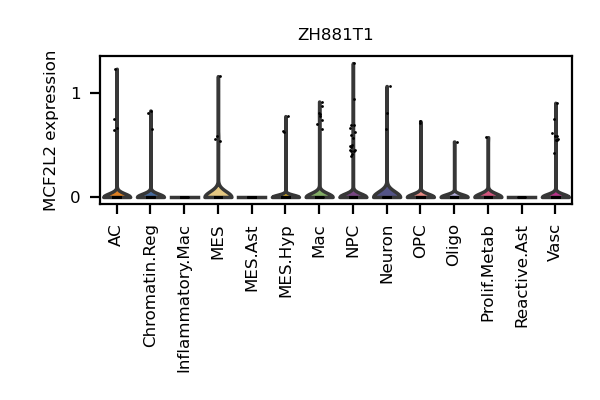 ZH881T1
MCF2L2 expression
1
0
AC
Chromatin.Reg
Inflammatory.Mac
MES
MES.Ast
MES.Hyp
Mac
NPC
Neuron
OPC
Oligo
Prolif.Metab
Reactive.Ast
Vasc